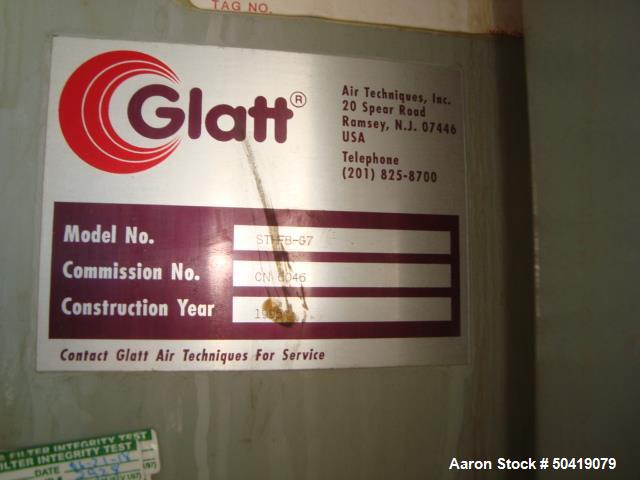 TAG NO.
Glatt®
Air Techniques, Inc.
20 Spear Road
Ramsey, N.J. 07446
USA
Telephone
(201) 825-8700
Model No.
Commission No. CN 6046
Construction Year
Contact Glatt Air Techniques For Service
FILTER INTEGRITY TEST
FILTER INTEGRITY TEST
DATE
Aaron Stock # 50419079